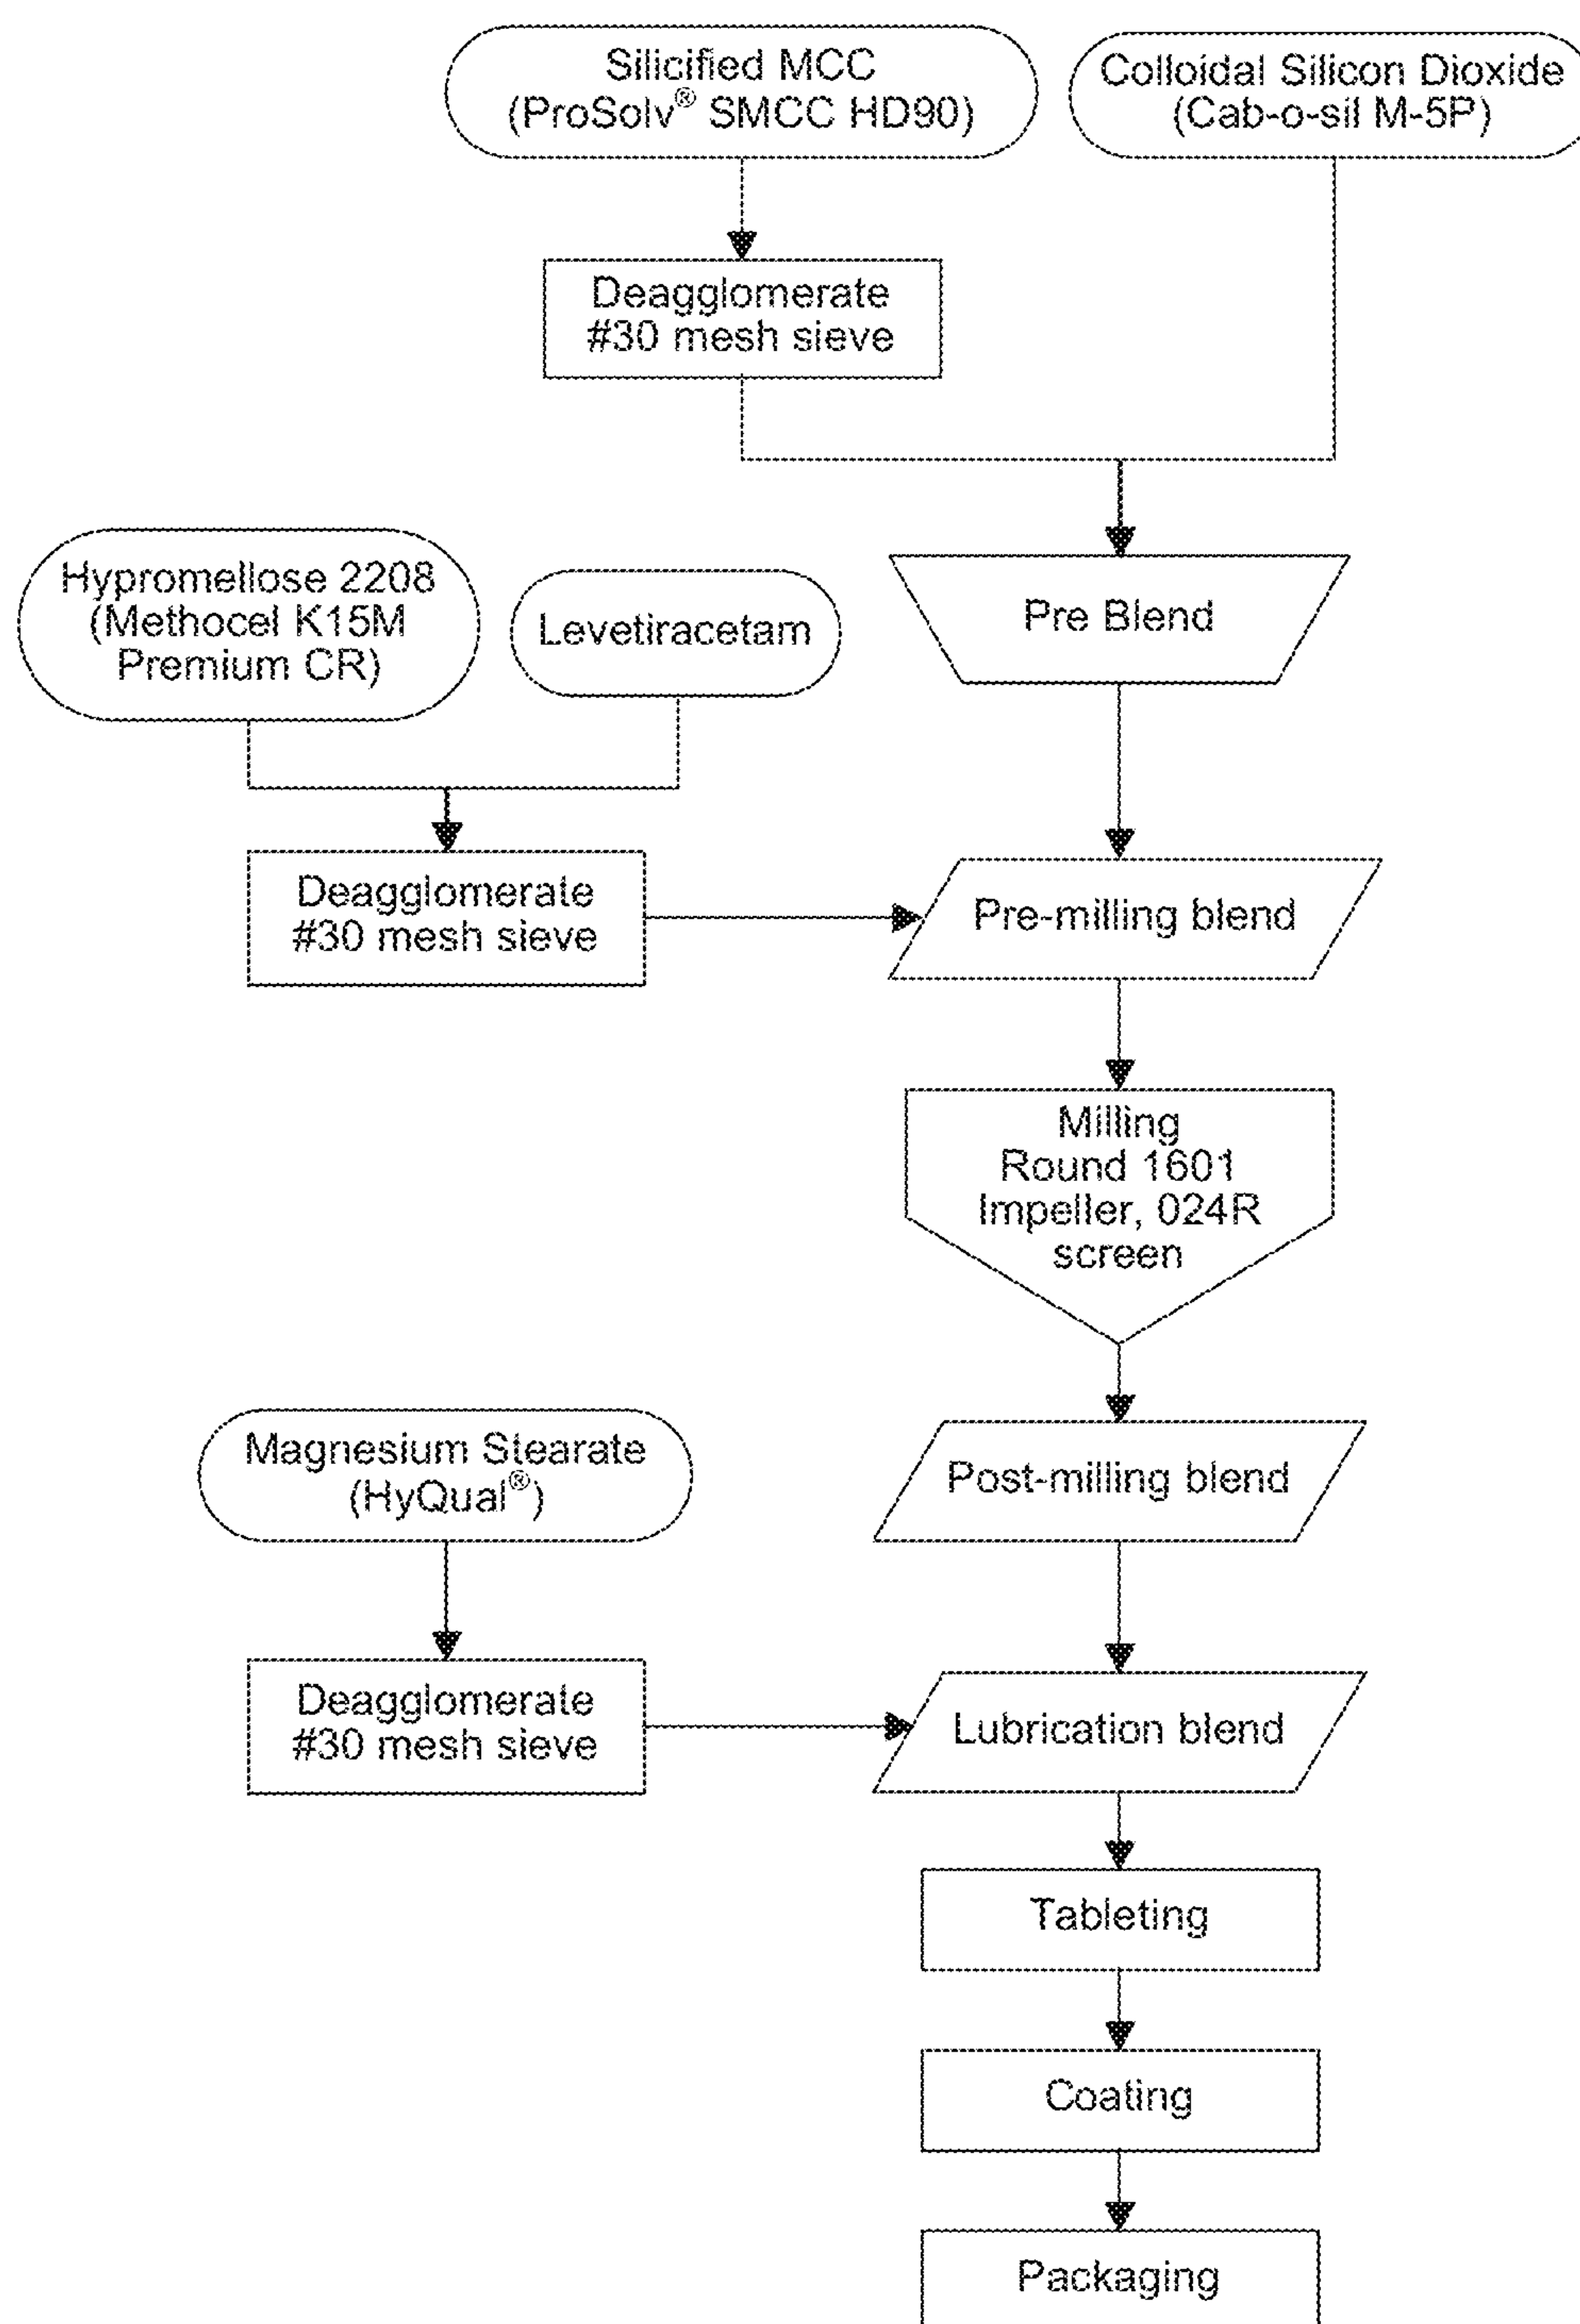 Silicified MCC
(ProSolv® SMCC HD90)
Colloidal Silicon Dioxide
(Cab-o-sil M-5P)
Deagglomerate
#30 mesh sieve
Hypromellose 2208
(Methocel K15M
Premium CR)
Levetiracetam
Pre Blend
Deagglomerate
#30 mesh sieve
Pre-milling blend
Milling
Round 1601
Impeller, 024R
screen
Magnesium Stearate
(HyQual®)
Post-milling blend
Deagglomerate
#30 mesh sieve
Lubrication blend
Tableting
Coating
Packaging